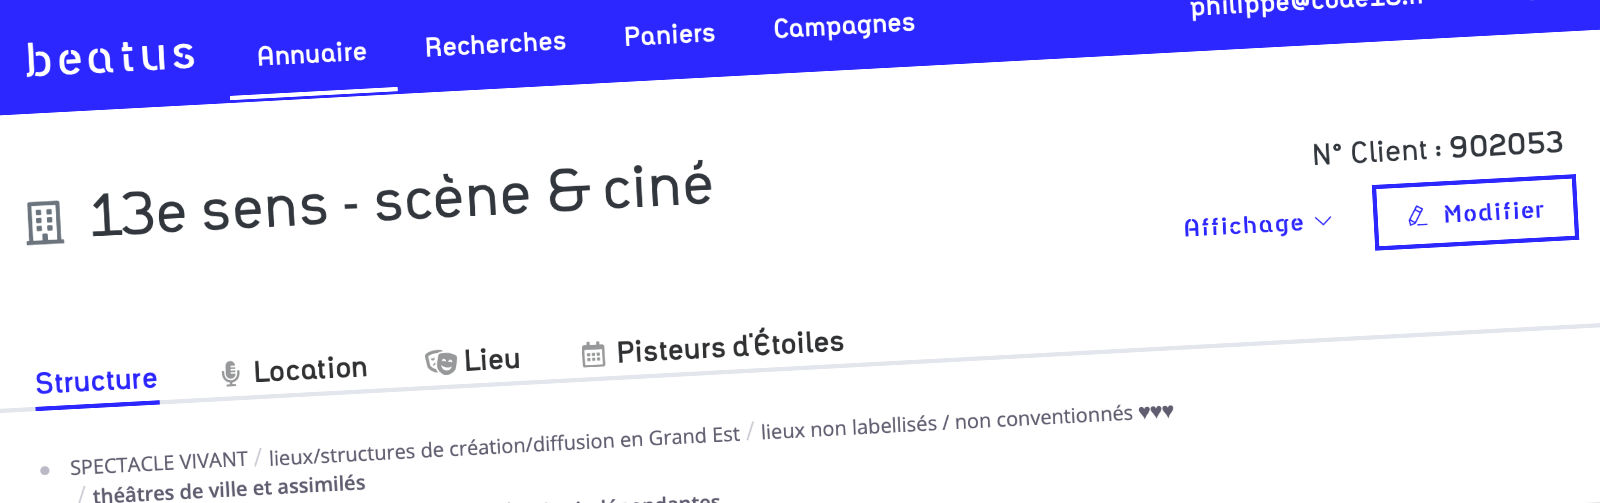 beatus
Annuaire
Recherches
Paniers
Campagnes
13e sens - scène & ciné
N° Client : 902053
Affichage
Modifier
Structure
Location
Lieu
Pisteurs d'Étoiles
SPECTACLE VIVANT / lieux/structures de création/diffusion en Grand Est / lieux non labellisés / non conventionnés ♥♥♥
/ théâtres de ville et assimilés